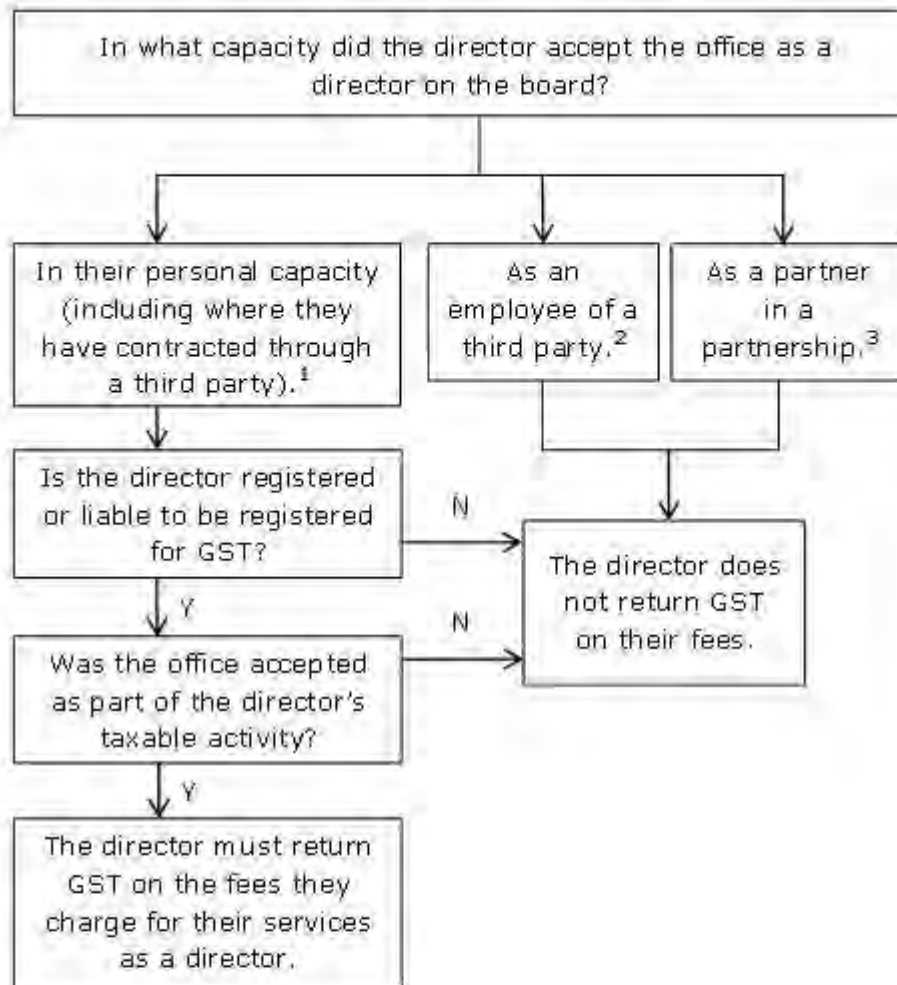 In what capacity did the director accept the office as a
director on the board?
In their personal capacity
(including where they
have contracted through
a third party).¹
As an
employee of a
third party.²
As a partner
in a
partnership.³
Is the director registered
or liable to be registered
for GST?
N
The director does
not return GST
on their fees.
Y
N
Was the office accepted
as part of the director's
taxable activity?
Y
The director must return
GST on the fees they
charge for their services
as a director.